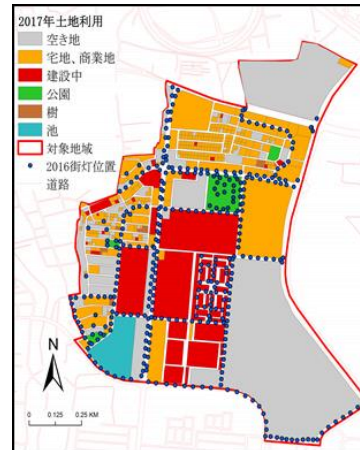 2017年土地利用
空き地
宅地、商業地
建設中
公園
樹
池
対象地域
2016街灯位置
道路
N
0 0.125 0.25 KM